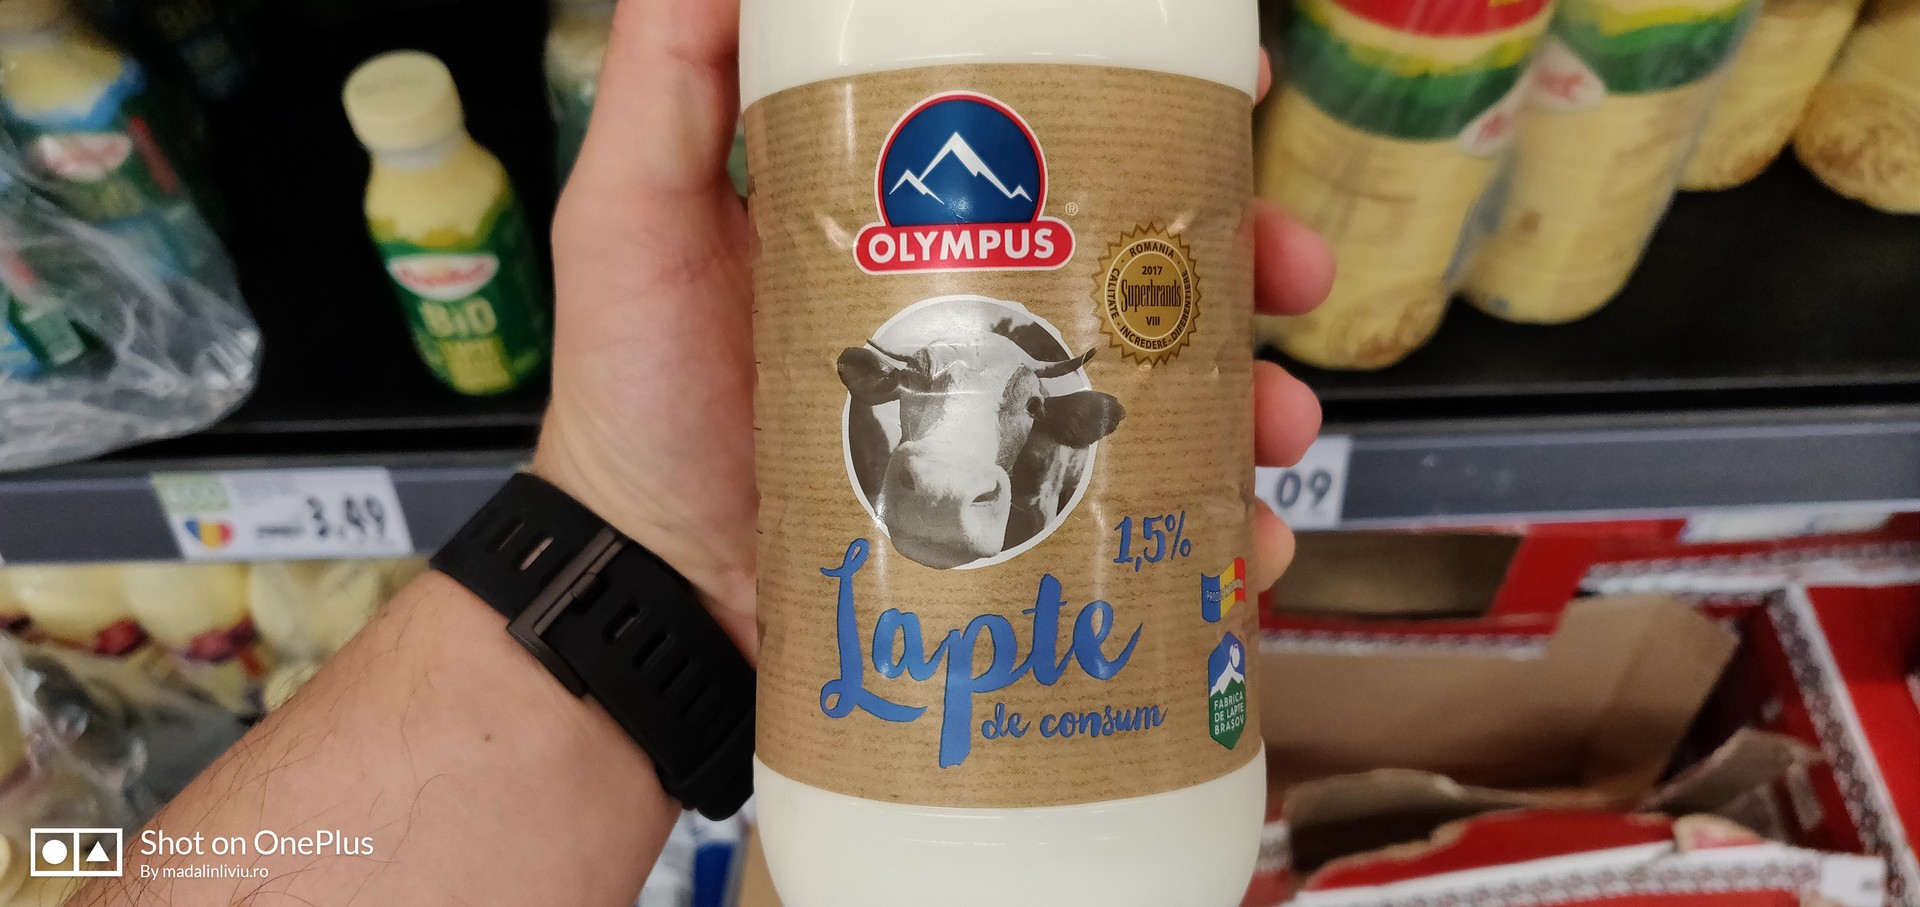 OLYMPUS
®
ROMANIA
2017
Superbrands
VIII
CALITATE · INCREDERE · DIFERENTIERE
1,5%
Lapte
de consum
FABRICA
DE LAPTE
BRAȘOV
BIO
3.49
09
Shot on OnePlus
By madalinliviu.ro